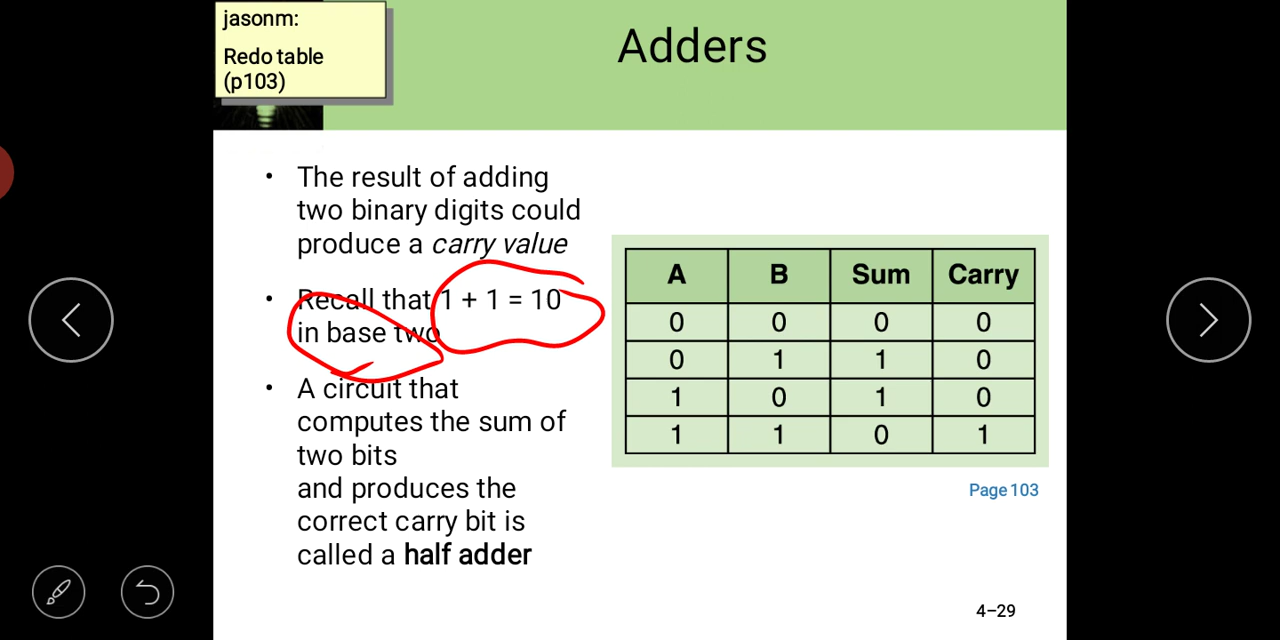 jasonm:
Redo table
(p103)
Adders
• The result of adding
two binary digits could
produce a carry value
• Recall that 1 + 1 = 10
in base two
• A circuit that
computes the sum of
two bits
and produces the
correct carry bit is
called a half adder
A B Sum Carry
0 0 0 0
0 1 1 0
1 0 1 0
1 1 0 1
Page 103
4–29